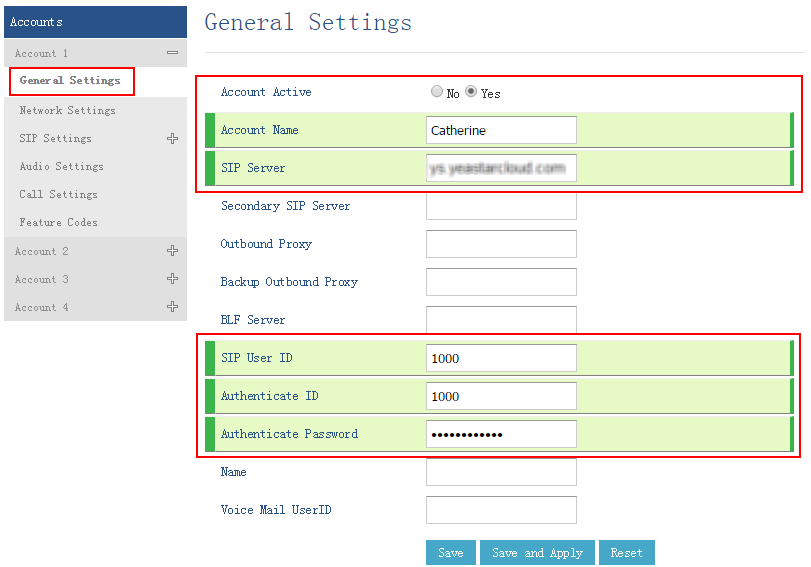 Accounts
Account 1
General Settings
Network Settings
SIP Settings
Audio Settings
Call Settings
Feature Codes
Account 2
Account 3
Account 4
General Settings
Account Active No Yes
Account Name Catherine
SIP Server ys.yeastarcloud.com
Secondary SIP Server
Outbound Proxy
Backup Outbound Proxy
BLF Server
SIP User ID 1000
Authenticate ID 1000
Authenticate Password ••••••••••••
Name
Voice Mail UserID
Save Save and Apply Reset